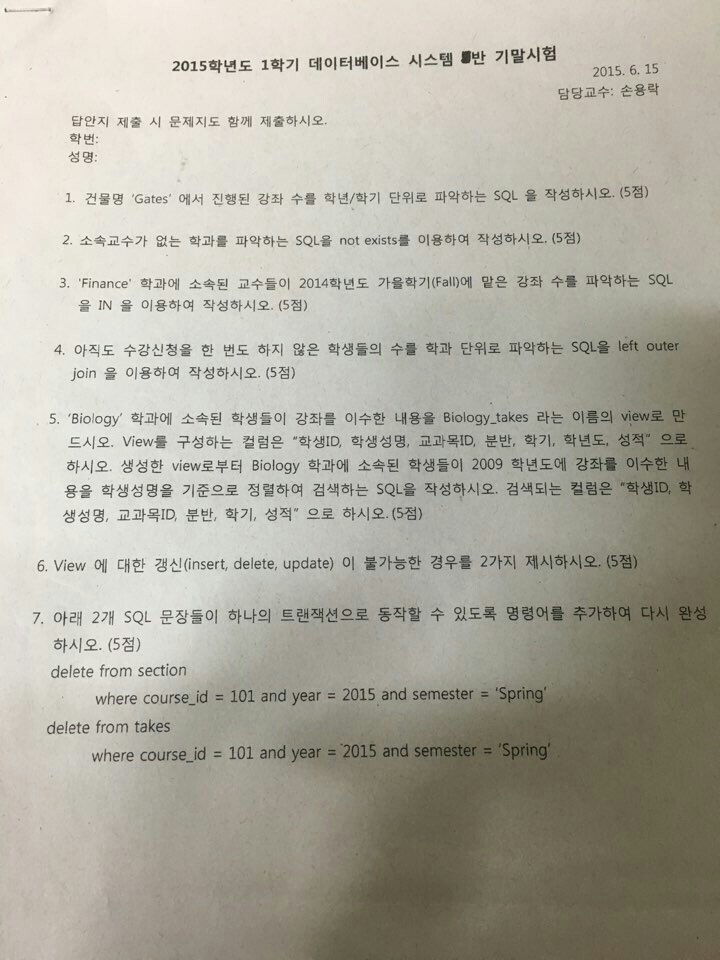 2015학년도 1학기 데이터베이스 시스템 반 기말시험
2015. 6. 15
담당교수: 손용락
답안지 제출 시 문제지도 함께 제출하시오.
학번:
성명:
1. 건물명 ‘Gates’ 에서 진행된 강좌 수를 학년/학기 단위로 파악하는 SQL 을 작성하시오. (5점)
2. 소속교수가 없는 학과를 파악하는 SQL을 not exists를 이용하여 작성하시오. (5점)
3. ‘Finance’ 학과에 소속된 교수들이 2014학년도 가을학기(Fall)에 맡은 강좌 수를 파악하는 SQL
을 IN 을 이용하여 작성하시오. (5점)
4. 아직도 수강신청을 한 번도 하지 않은 학생들의 수를 학과 단위로 파악하는 SQL을 left outer
join 을 이용하여 작성하시오. (5점)
5. ‘Biology’ 학과에 소속된 학생들이 강좌를 이수한 내용을 Biology_takes 라는 이름의 view로 만
드시오. View를 구성하는 컬럼은 “학생ID, 학생성명, 교과목ID, 분반, 학기, 학년도, 성적” 으로
하시오. 생성한 view로부터 Biology 학과에 소속된 학생들이 2009 학년도에 강좌를 이수한 내
용을 학생성명을 기준으로 정렬하여 검색하는 SQL을 작성하시오. 검색되는 컬럼은 “학생ID, 학
생성명, 교과목ID, 분반, 학기, 성적” 으로 하시오. (5점)
6. View 에 대한 갱신(insert, delete, update) 이 불가능한 경우를 2가지 제시하시오. (5점)
7. 아래 2개 SQL 문장들이 하나의 트랜잭션으로 동작할 수 있도록 명령어를 추가하여 다시 완성
하시오. (5점)
delete from section
where course_id = 101 and year = 2015 and semester = ‘Spring’
delete from takes
where course_id = 101 and year = 2015 and semester = ‘Spring’